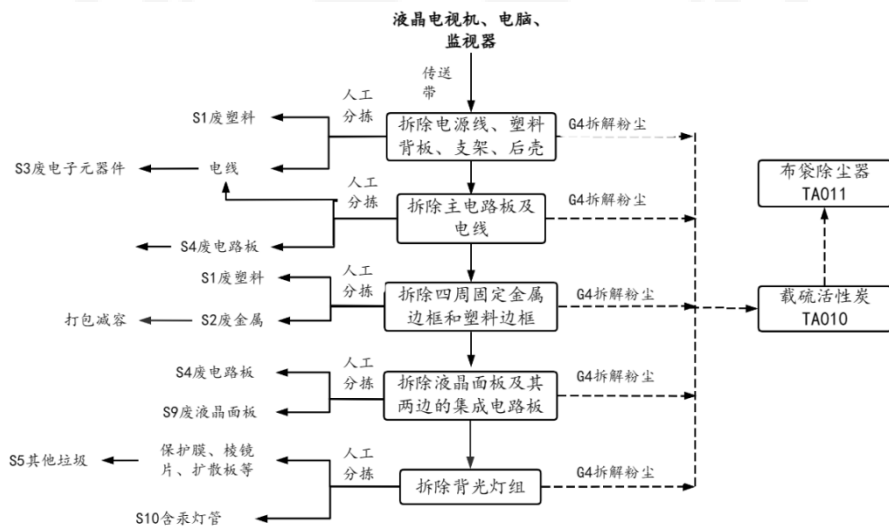 液晶电视机、电脑、
监视器
传送
带
人工
分拣
S1废塑料
拆除电源线、塑料
背板、支架、后壳
G4拆解粉尘
S3废电子元器件
电线
人工
分拣
拆除主电路板及
电线
G4拆解粉尘
布袋除尘器
TA011
S4废电路板
S1废塑料
人工
分拣
拆除四周固定金属
边框和塑料边框
G4拆解粉尘
载硫活性炭
TA010
打包减容
S2废金属
S4废电路板
人工
分拣
拆除液晶面板及其
两边的集成电路板
G4拆解粉尘
S9废液晶面板
S5其他垃圾
保护膜、棱镜
片、扩散板等
人工
分拣
拆除背光灯组
G4拆解粉尘
S10含汞灯管